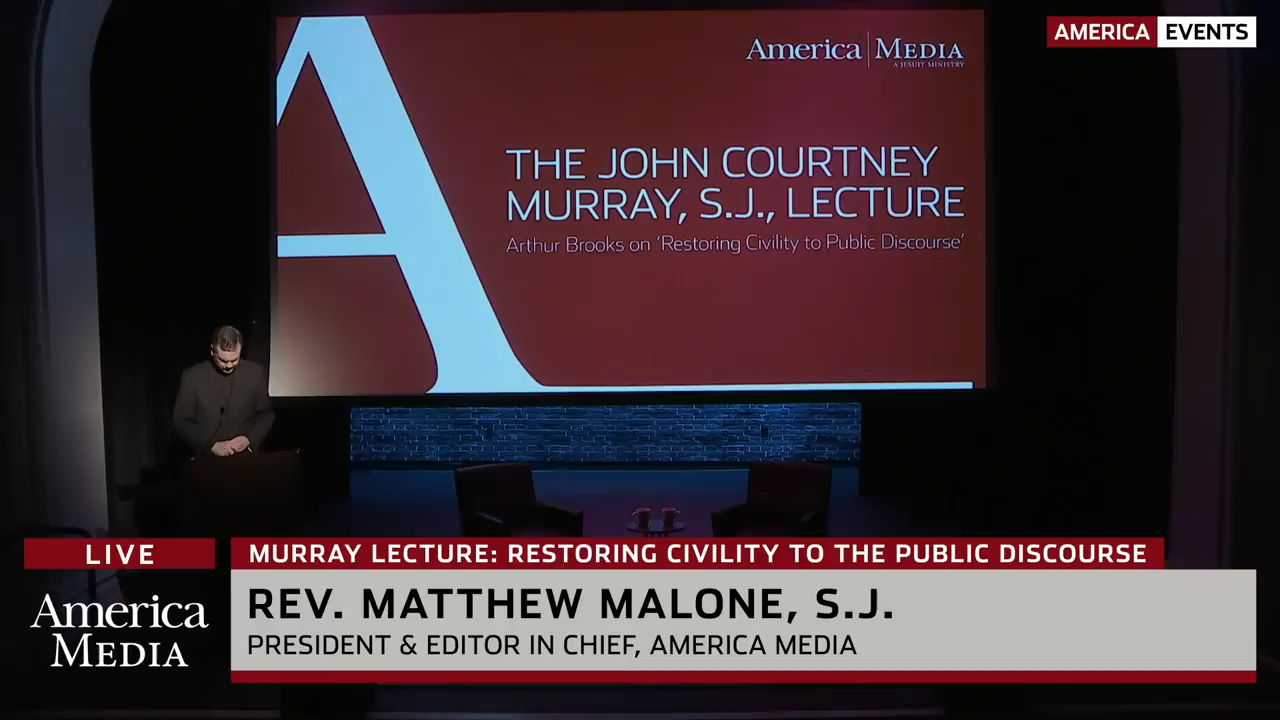 AMERICA EVENTS
America | MEDIA
A JESUIT MINISTRY
THE JOHN COURTNEY
MURRAY, S.J., LECTURE
Arthur Brooks on 'Restoring Civility to Public Discourse'
LIVE
MURRAY LECTURE: RESTORING CIVILITY TO THE PUBLIC DISCOURSE
America
MEDIA
REV. MATTHEW MALONE, S.J.
PRESIDENT & EDITOR IN CHIEF, AMERICA MEDIA